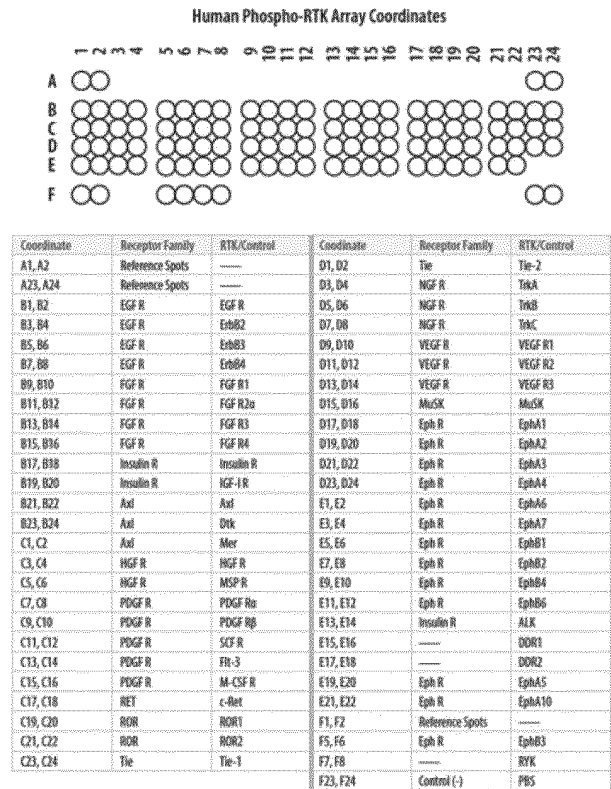 Human Phospho-RTK Array Coordinates
1 2 3 4 5 6 7 8 9 10 11 12 13 14 15 16 17 18 19 20 21 22 23 24
A
B
C
D
E
F
Coordinate Receptor Family RTK/Control Coodinate Receptor Family RTK/Control
A1, A2 Reference Spots —— D1, D2 Tie Tie-2
A23, A24 Reference Spots —— D3, D4 NGF R TrkA
B1, B2 EGF R EGF R D5, D6 NGF R TrkB
B3, B4 EGF R ErbB2 D7, D8 NGF R TrkC
B5, B6 EGF R ErbB3 D9, D10 VEGF R VEGF R1
B7, B8 EGF R ErbB4 D11, D12 VEGF R VEGF R2
B9, B10 FGF R FGF R1 D13, D14 VEGF R VEGF R3
B11, B12 FGF R FGF R2α D15, D16 MuSK MuSK
B13, B14 FGF R FGF R3 D17, D18 Eph R EphA1
B15, B16 FGF R FGF R4 D19, D20 Eph R EphA2
B17, B18 Insulin R Insulin R D21, D22 Eph R EphA3
B19, B20 Insulin R IGF-I R D23, D24 Eph R EphA4
B21, B22 Axl Axl E1, E2 Eph R EphA6
B23, B24 Axl Dtk E3, E4 Eph R EphA7
C1, C2 Axl Mer E5, E6 Eph R EphB1
C3, C4 HGF R HGF R E7, E8 Eph R EphB2
C5, C6 HGF R MSP R E9, E10 Eph R EphB4
C7, C8 PDGF R PDGF Rα E11, E12 Eph R EphB6
C9, C10 PDGF R PDGF Rβ E13, E14 Insulin R ALK
C11, C12 PDGF R SCF R E15, E16 —— DDR1
C13, C14 PDGF R Flt-3 E17, E18 —— DDR2
C15, C16 PDGF R M-CSF R E19, E20 Eph R EphA5
C17, C18 RET c-Ret E21, E22 Eph R EphA10
C19, C20 ROR ROR1 F1, F2 Reference Spots ——
C21, C22 ROR ROR2 F5, F6 Eph R EphB3
C23, C24 Tie Tie-1 F7, F8 —— RYK
F23, F24 Control (-) PBS